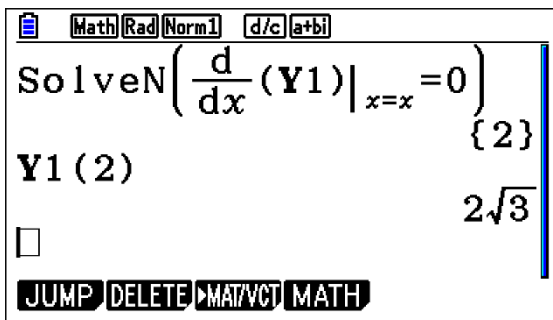 Math Rad Norm1 d/c a+bi
SolveN(d/dx(Y1)|x=x=0)
{2}
Y1(2)
2√3
JUMP DELETE ▶MAT/VCT MATH